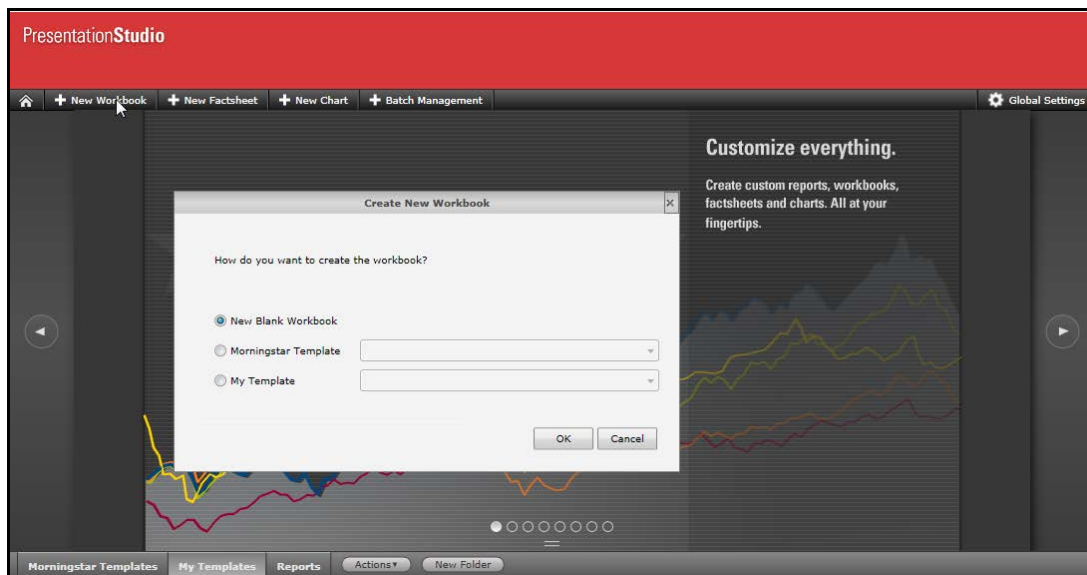 PresentationStudio
New Workbook New Factsheet New Chart Batch Management Global Settings
Customize everything.
Create custom reports, workbooks,
factsheets and charts. All at your
fingertips.
Create New Workbook
How do you want to create the workbook?
New Blank Workbook
Morningstar Template
My Template
OK Cancel
Morningstar Templates My Templates Reports Actions New Folder